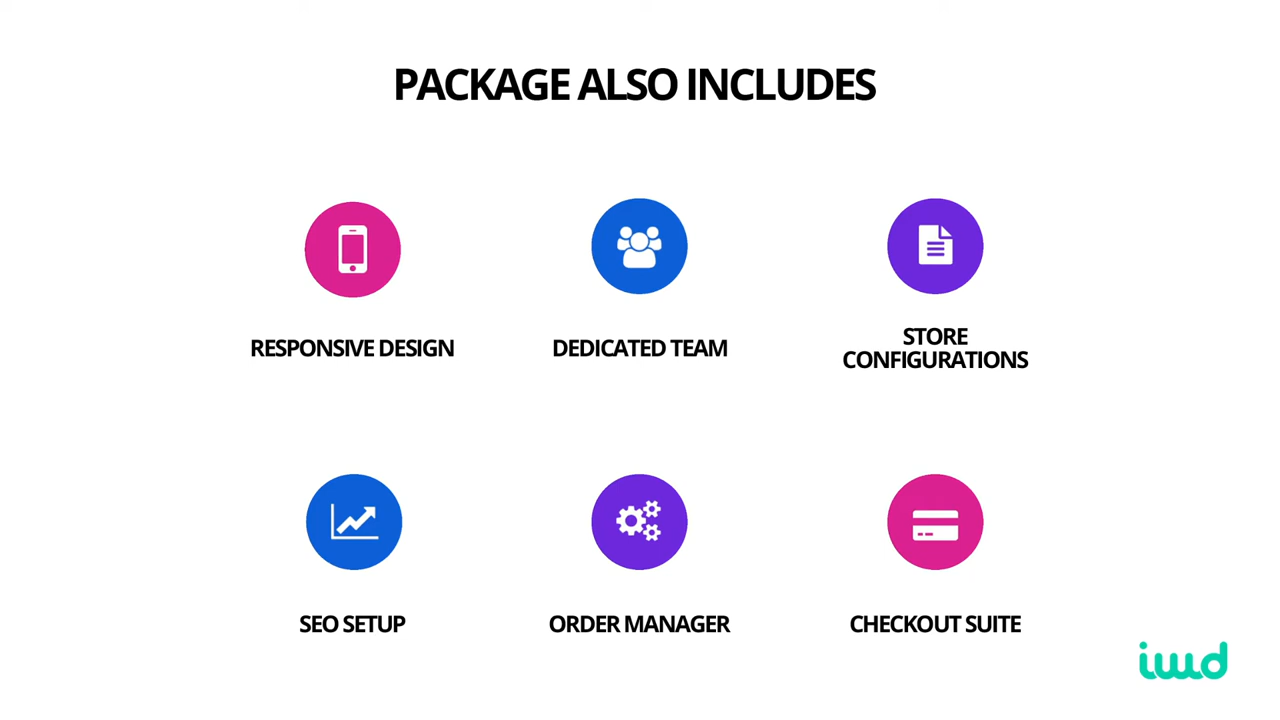 PACKAGE ALSO INCLUDES
RESPONSIVE DESIGN
DEDICATED TEAM
STORE
CONFIGURATIONS
SEO SETUP
ORDER MANAGER
CHECKOUT SUITE
iwd